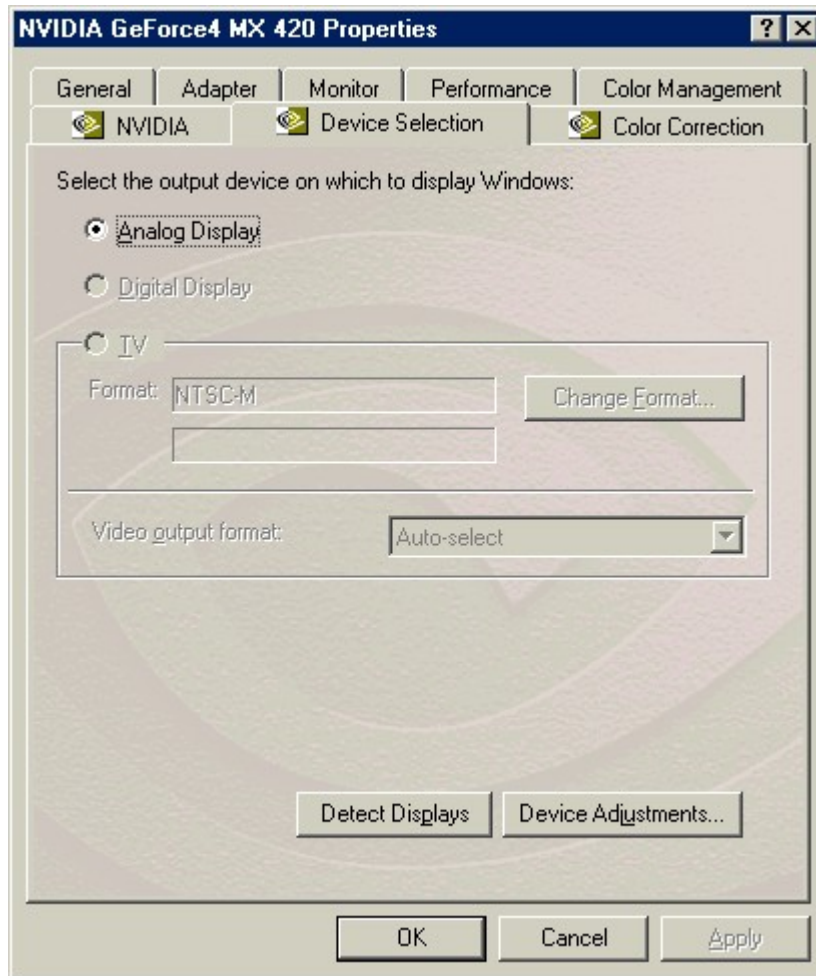 NVIDIA GeForce4 MX 420 Properties
General Adapter Monitor Performance Color Management
NVIDIA Device Selection Color Correction
Select the output device on which to display Windows:
Analog Display
Digital Display
TV
Format: NTSC-M Change Format...
Video output format: Auto-select
Detect Displays Device Adjustments...
OK Cancel Apply